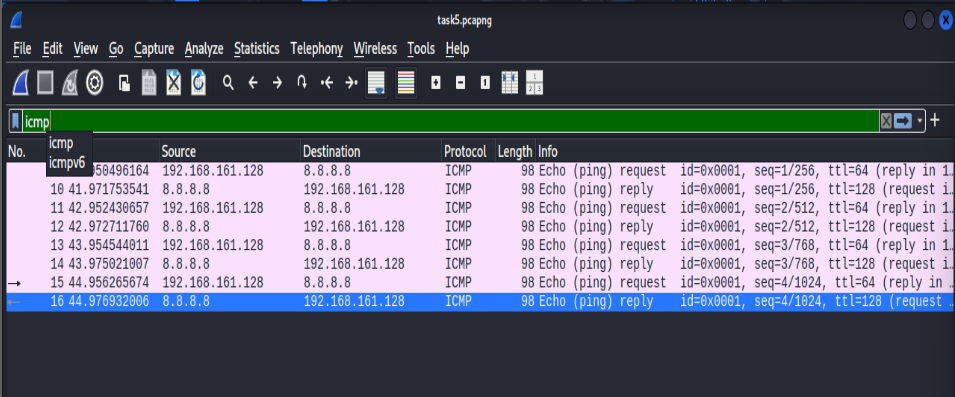 task5.pcapng
File Edit View Go Capture Analyze Statistics Telephony Wireless Tools Help
icmp
icmp
icmpv6
No. Source Destination Protocol Length Info
950496164 192.168.161.128 8.8.8.8 ICMP 98 Echo (ping) request id=0x0001, seq=1/256, ttl=64 (reply in 1…
10 41.971753541 8.8.8.8 192.168.161.128 ICMP 98 Echo (ping) reply id=0x0001, seq=1/256, ttl=128 (request i…
11 42.952430657 192.168.161.128 8.8.8.8 ICMP 98 Echo (ping) request id=0x0001, seq=2/512, ttl=64 (reply in 1…
12 42.972711760 8.8.8.8 192.168.161.128 ICMP 98 Echo (ping) reply id=0x0001, seq=2/512, ttl=128 (request i…
13 43.954544011 192.168.161.128 8.8.8.8 ICMP 98 Echo (ping) request id=0x0001, seq=3/768, ttl=64 (reply in 1…
14 43.975021007 8.8.8.8 192.168.161.128 ICMP 98 Echo (ping) reply id=0x0001, seq=3/768, ttl=128 (request i…
15 44.956265674 192.168.161.128 8.8.8.8 ICMP 98 Echo (ping) request id=0x0001, seq=4/1024, ttl=64 (reply in …
16 44.976932006 8.8.8.8 192.168.161.128 ICMP 98 Echo (ping) reply id=0x0001, seq=4/1024, ttl=128 (request …